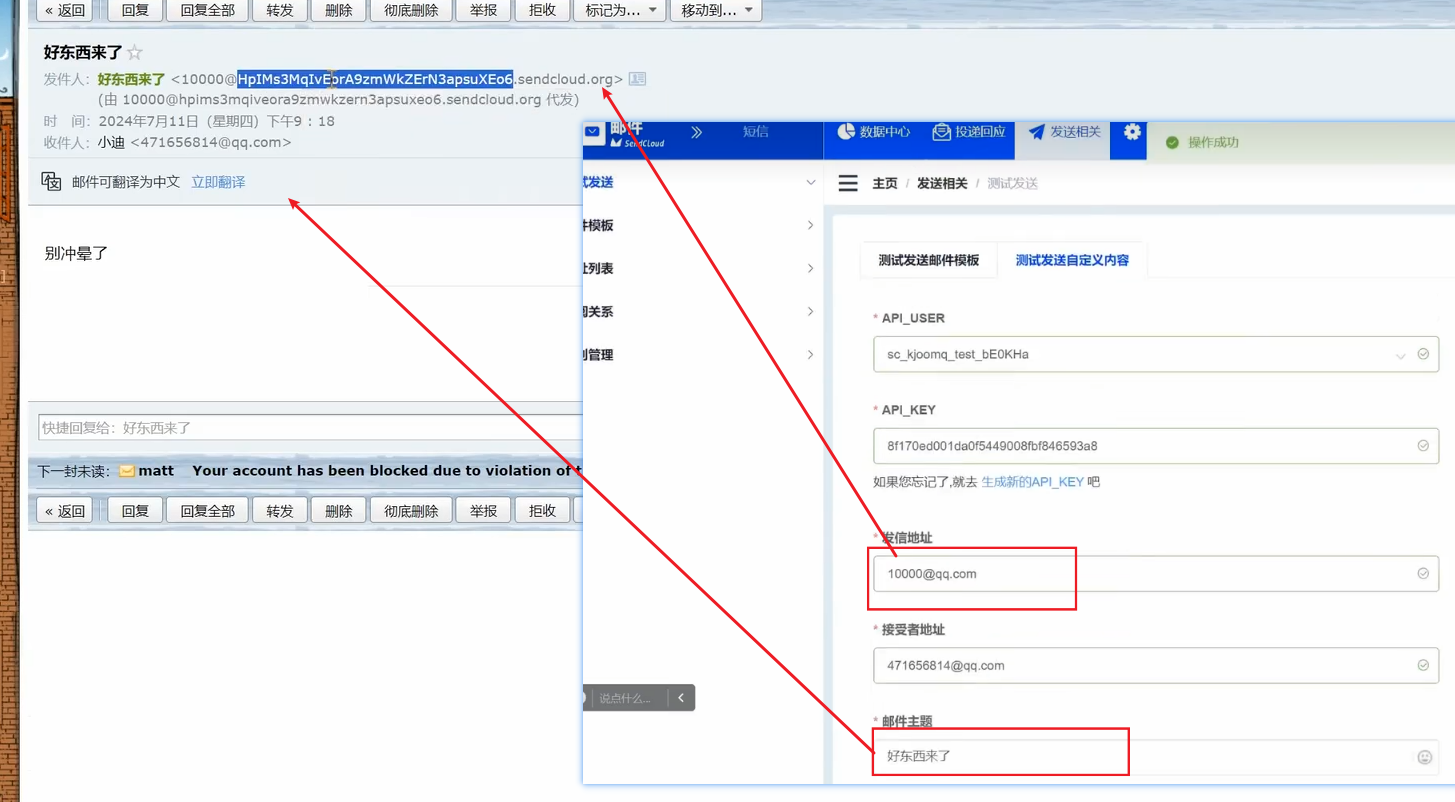 « 返回 回复 回复全部 转发 删除 彻底删除 举报 拒收 标记为... 移动到...
好东西来了
发件人: 好东西来了 <10000@HpIMs3MqIvEprA9zmWkZErN3apsuXEo6.sendcloud.org>
(由 10000@hpims3mqiveora9zmwkzern3apsuxeo6.sendcloud.org 代发)
时 间: 2024年7月11日 (星期四) 下午9:18
收件人: 小迪 <471656814@qq.com>
邮件可翻译为中文 立即翻译
别冲晕了
快捷回复给: 好东西来了
下一封未读: matt Your account has been blocked due to violation of t
« 返回 回复 回复全部 转发 删除 彻底删除 举报 拒收
邮件 短信 数据中心 投递回应 发送相关 操作成功
SendCloud
试发送
件模板
址列表
阅关系
别管理
说点什么...
主页 / 发送相关 / 测试发送
测试发送邮件模板 测试发送自定义内容
* API_USER
sc_kjoomq_test_bE0KHa
* API_KEY
8f170ed001da0f5449008fbf846593a8
如果您忘记了,就去 生成新的API_KEY 吧
* 发信地址
10000@qq.com
* 接受者地址
471656814@qq.com
* 邮件主题
好东西来了